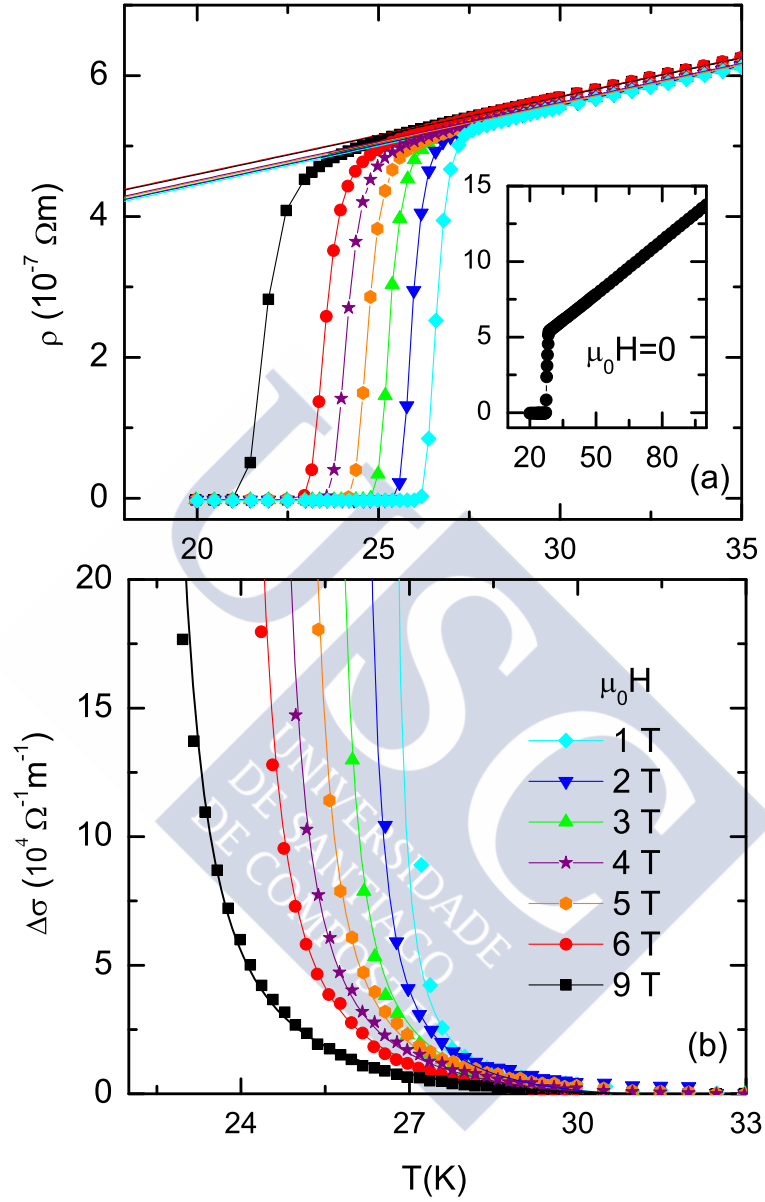 6
4
2
0
ρ (10⁻⁷ Ωm)
15
10
5
0
μ₀H=0
20 50 80
(a)
20 25 30 35
20
15
10
5
0
Δσ (10⁴ Ω⁻¹m⁻¹)
μ₀H
1 T
2 T
3 T
4 T
5 T
6 T
9 T
(b)
24 27 30 33
T(K)
USC
UNIVERSIDADE
DE SANTIAGO